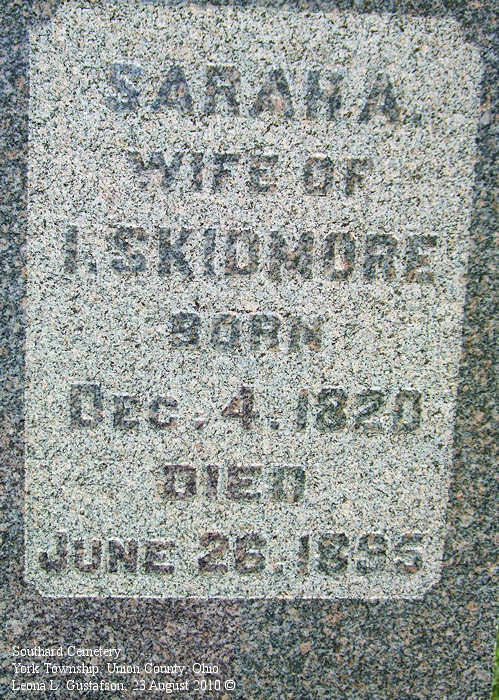 SARAH A.
WIFE OF
I. SKIDMORE
BORN
DEC. 4. 1820
DIED
JUNE 26. 1895
Southard Cemetery
York Township, Union County, Ohio
Leona L. Gustafson, 23 August 2010 ©